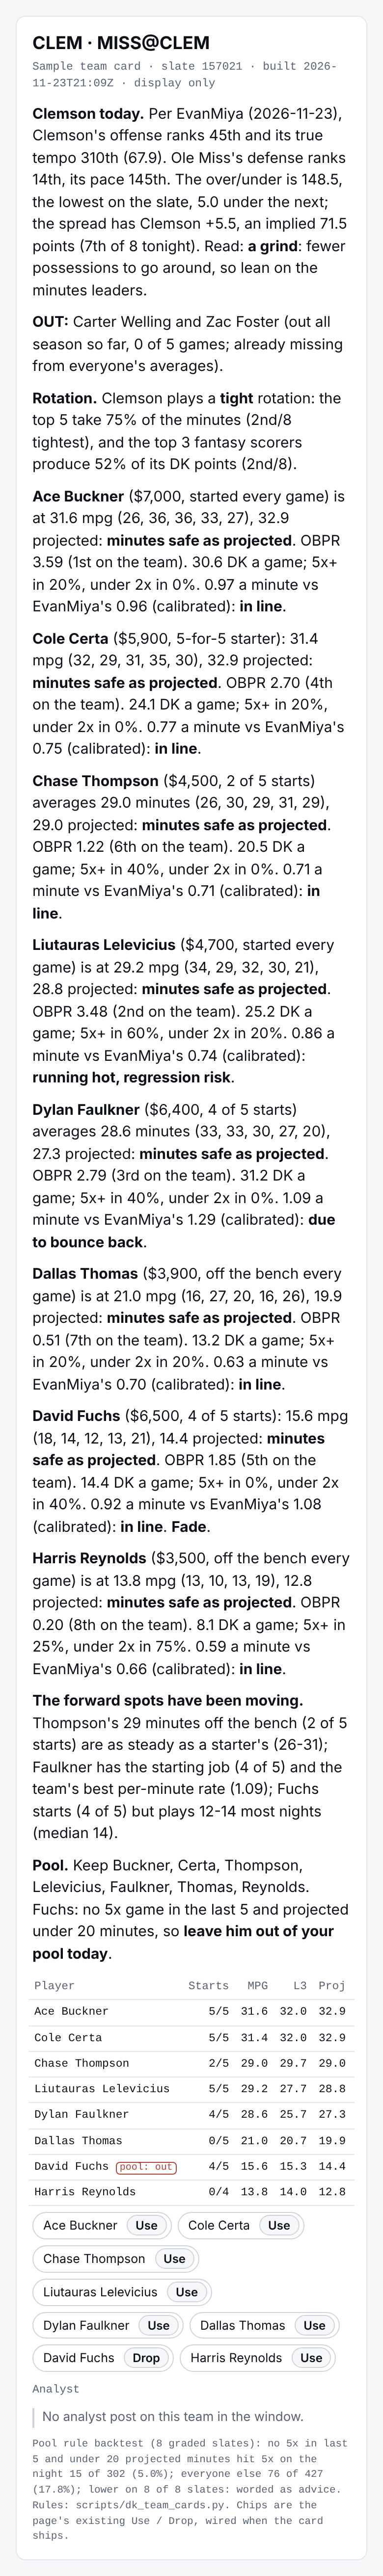 CLEM · MISS@CLEM
Sample team card · slate 157021 · built 2026-
11-23T21:09Z · display only
Clemson today. Per EvanMiya (2026-11-23),
Clemson's offense ranks 45th and its true
tempo 310th (67.9). Ole Miss's defense ranks
14th, its pace 145th. The over/under is 148.5,
the lowest on the slate, 5.0 under the next;
the spread has Clemson +5.5, an implied 71.5
points (7th of 8 tonight). Read: a grind: fewer
possessions to go around, so lean on the
minutes leaders.
OUT: Carter Welling and Zac Foster (out all
season so far, 0 of 5 games; already missing
from everyone's averages).
Rotation. Clemson plays a tight rotation: the
top 5 take 75% of the minutes (2nd/8
tightest), and the top 3 fantasy scorers
produce 52% of its DK points (2nd/8).
Ace Buckner ($7,000, started every game) is
at 31.6 mpg (26, 36, 36, 33, 27), 32.9
projected: minutes safe as projected. OBPR
3.59 (1st on the team). 30.6 DK a game; 5x+
in 20%, under 2x in 0%. 0.97 a minute vs
EvanMiya's 0.96 (calibrated): in line.
Cole Certa ($5,900, 5-for-5 starter): 31.4
mpg (32, 29, 31, 35, 30), 32.9 projected:
minutes safe as projected. OBPR 2.70 (4th
on the team). 24.1 DK a game; 5x+ in 20%,
under 2x in 0%. 0.77 a minute vs EvanMiya's
0.75 (calibrated): in line.
Chase Thompson ($4,500, 2 of 5 starts)
averages 29.0 minutes (26, 30, 29, 31, 29),
29.0 projected: minutes safe as projected.
OBPR 1.22 (6th on the team). 20.5 DK a
game; 5x+ in 40%, under 2x in 0%. 0.71 a
minute vs EvanMiya's 0.71 (calibrated): in
line.
Liutauras Lelevicius ($4,700, started every
game) is at 29.2 mpg (34, 29, 32, 30, 21),
28.8 projected: minutes safe as projected.
OBPR 3.48 (2nd on the team). 25.2 DK a
game; 5x+ in 60%, under 2x in 20%. 0.86 a
minute vs EvanMiya's 0.74 (calibrated):
running hot, regression risk.
Dylan Faulkner ($6,400, 4 of 5 starts)
averages 28.6 minutes (33, 33, 30, 27, 20),
27.3 projected: minutes safe as projected.
OBPR 2.79 (3rd on the team). 31.2 DK a
game; 5x+ in 40%, under 2x in 0%. 1.09 a
minute vs EvanMiya's 1.29 (calibrated): due
to bounce back.
Dallas Thomas ($3,900, off the bench every
game) is at 21.0 mpg (16, 27, 20, 16, 26), 19.9
projected: minutes safe as projected. OBPR
0.51 (7th on the team). 13.2 DK a game; 5x+
in 20%, under 2x in 20%. 0.63 a minute vs
EvanMiya's 0.70 (calibrated): in line.
David Fuchs ($6,500, 4 of 5 starts): 15.6 mpg
(18, 14, 12, 13, 21), 14.4 projected: minutes
safe as projected. OBPR 1.85 (5th on the
team). 14.4 DK a game; 5x+ in 0%, under 2x
in 40%. 0.92 a minute vs EvanMiya's 1.08
(calibrated): in line. Fade.
Harris Reynolds ($3,500, off the bench every
game) is at 13.8 mpg (13, 10, 13, 19), 12.8
projected: minutes safe as projected. OBPR
0.20 (8th on the team). 8.1 DK a game; 5x+ in
25%, under 2x in 75%. 0.59 a minute vs
EvanMiya's 0.66 (calibrated): in line.
The forward spots have been moving.
Thompson's 29 minutes off the bench (2 of 5
starts) are as steady as a starter's (26-31);
Faulkner has the starting job (4 of 5) and the
team's best per-minute rate (1.09); Fuchs
starts (4 of 5) but plays 12-14 most nights
(median 14).
Pool. Keep Buckner, Certa, Thompson,
Lelevicius, Faulkner, Thomas, Reynolds.
Fuchs: no 5x game in the last 5 and projected
under 20 minutes, so leave him out of your
pool today.
Player Starts MPG L3 Proj
Ace Buckner 5/5 31.6 32.0 32.9
Cole Certa 5/5 31.4 32.0 32.9
Chase Thompson 2/5 29.0 29.7 29.0
Liutauras Lelevicius 5/5 29.2 27.7 28.8
Dylan Faulkner 4/5 28.6 25.7 27.3
Dallas Thomas 0/5 21.0 20.7 19.9
David Fuchs pool: out 4/5 15.6 15.3 14.4
Harris Reynolds 0/4 13.8 14.0 12.8
Ace Buckner Use Cole Certa Use
Chase Thompson Use
Liutauras Lelevicius Use
Dylan Faulkner Use Dallas Thomas Use
David Fuchs Drop Harris Reynolds Use
Analyst
No analyst post on this team in the window.
Pool rule backtest (8 graded slates): no 5x in last
5 and under 20 projected minutes hit 5x on the
night 15 of 302 (5.0%); everyone else 76 of 427
(17.8%); lower on 8 of 8 slates: worded as advice.
Rules: scripts/dk_team_cards.py. Chips are the
page's existing Use / Drop, wired when the card
ships.